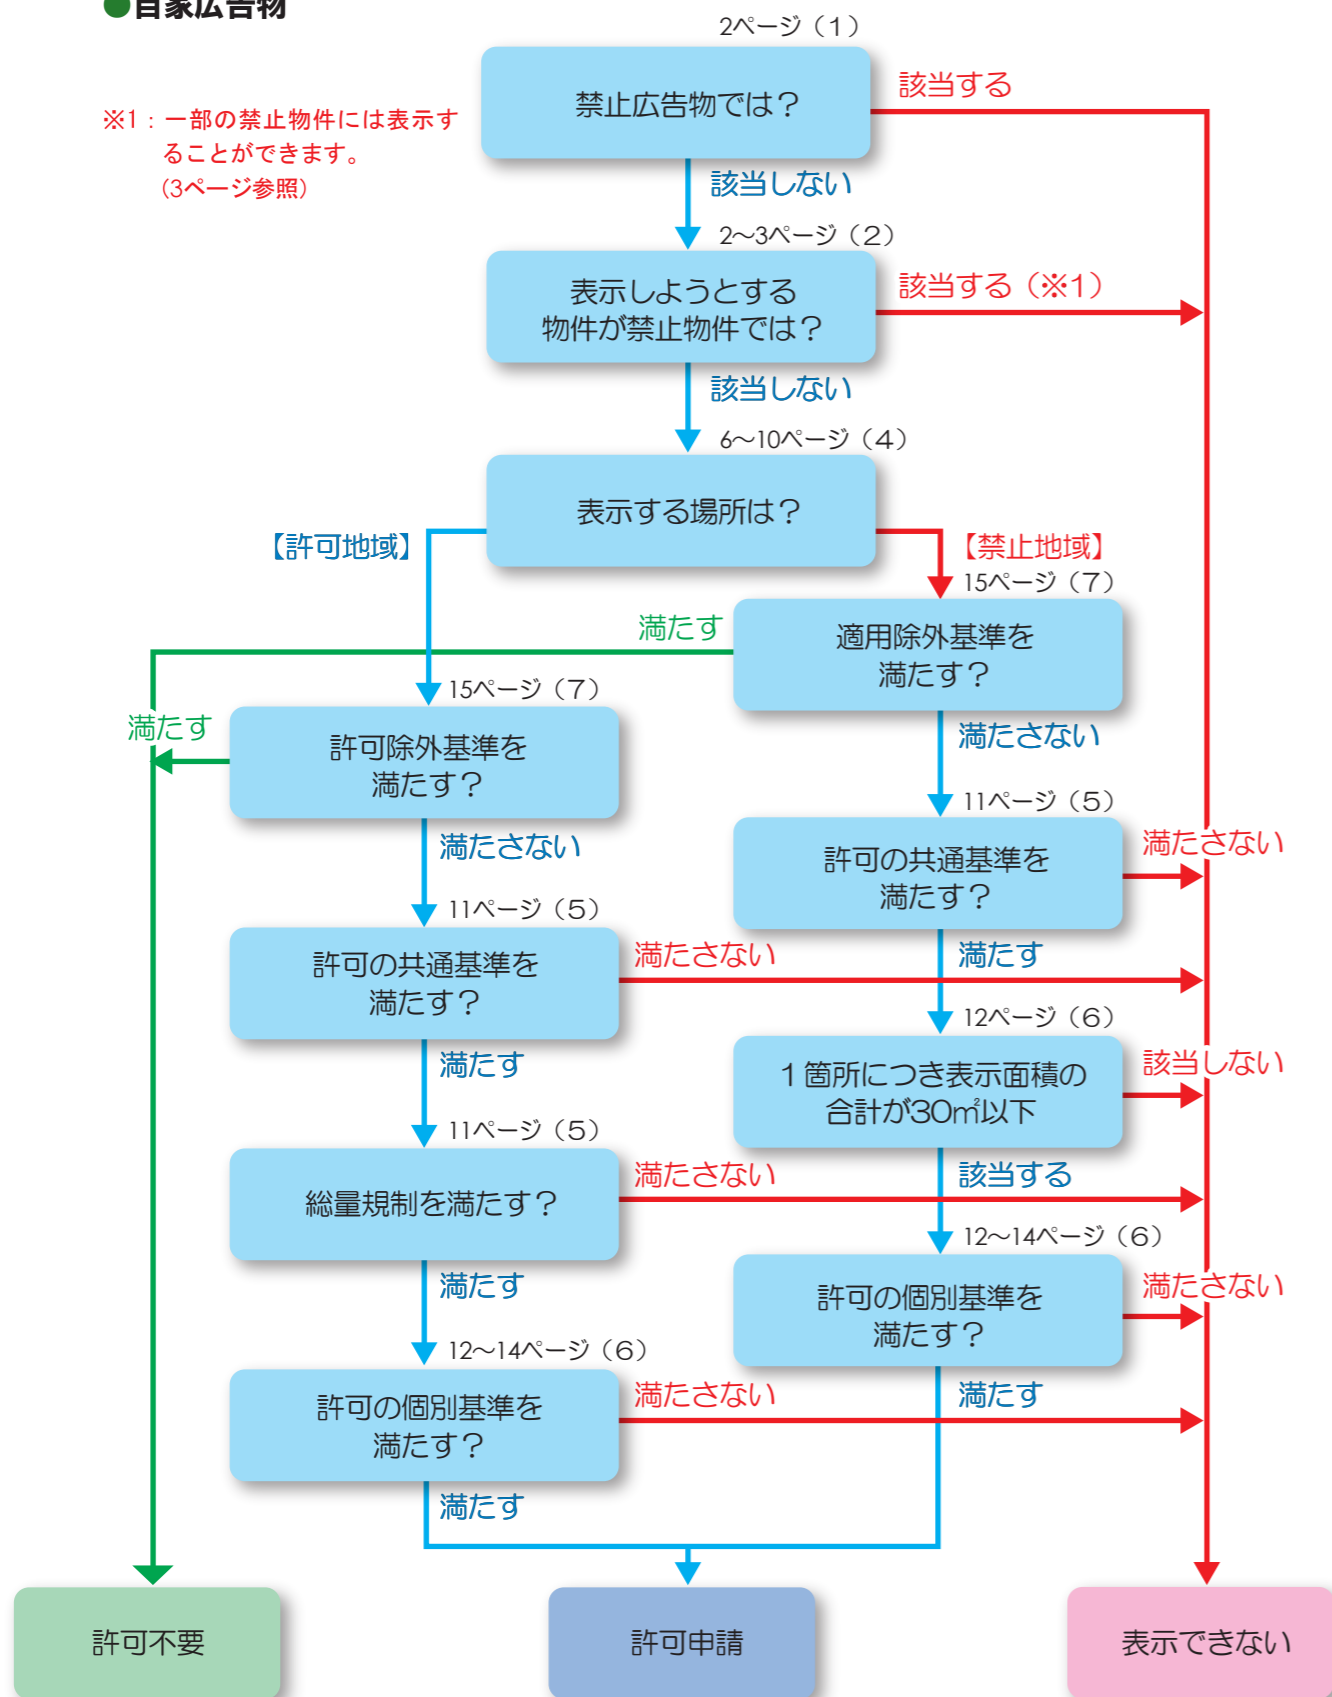 ●自家広告物
※1：一部の禁止物件には表示す
ることができます。
(3ページ参照)
2ページ（1）
禁止広告物では？
該当する
該当しない
2〜3ページ（2）
表示しようとする
物件が禁止物件では？
該当する（※1）
該当しない
6〜10ページ（4）
表示する場所は？
【許可地域】
【禁止地域】
15ページ（7）
適用除外基準を
満たす？
満たす
満たさない
15ページ（7）
許可除外基準を
満たす？
満たす
満たさない
11ページ（5）
許可の共通基準を
満たす？
満たさない
満たす
11ページ（5）
許可の共通基準を
満たす？
満たさない
満たす
12ページ（6）
1箇所につき表示面積の
合計が30㎡以下
該当しない
該当する
11ページ（5）
総量規制を満たす？
満たさない
満たす
12〜14ページ（6）
許可の個別基準を
満たす？
満たさない
満たす
12〜14ページ（6）
許可の個別基準を
満たす？
満たさない
満たす
許可不要
許可申請
表示できない